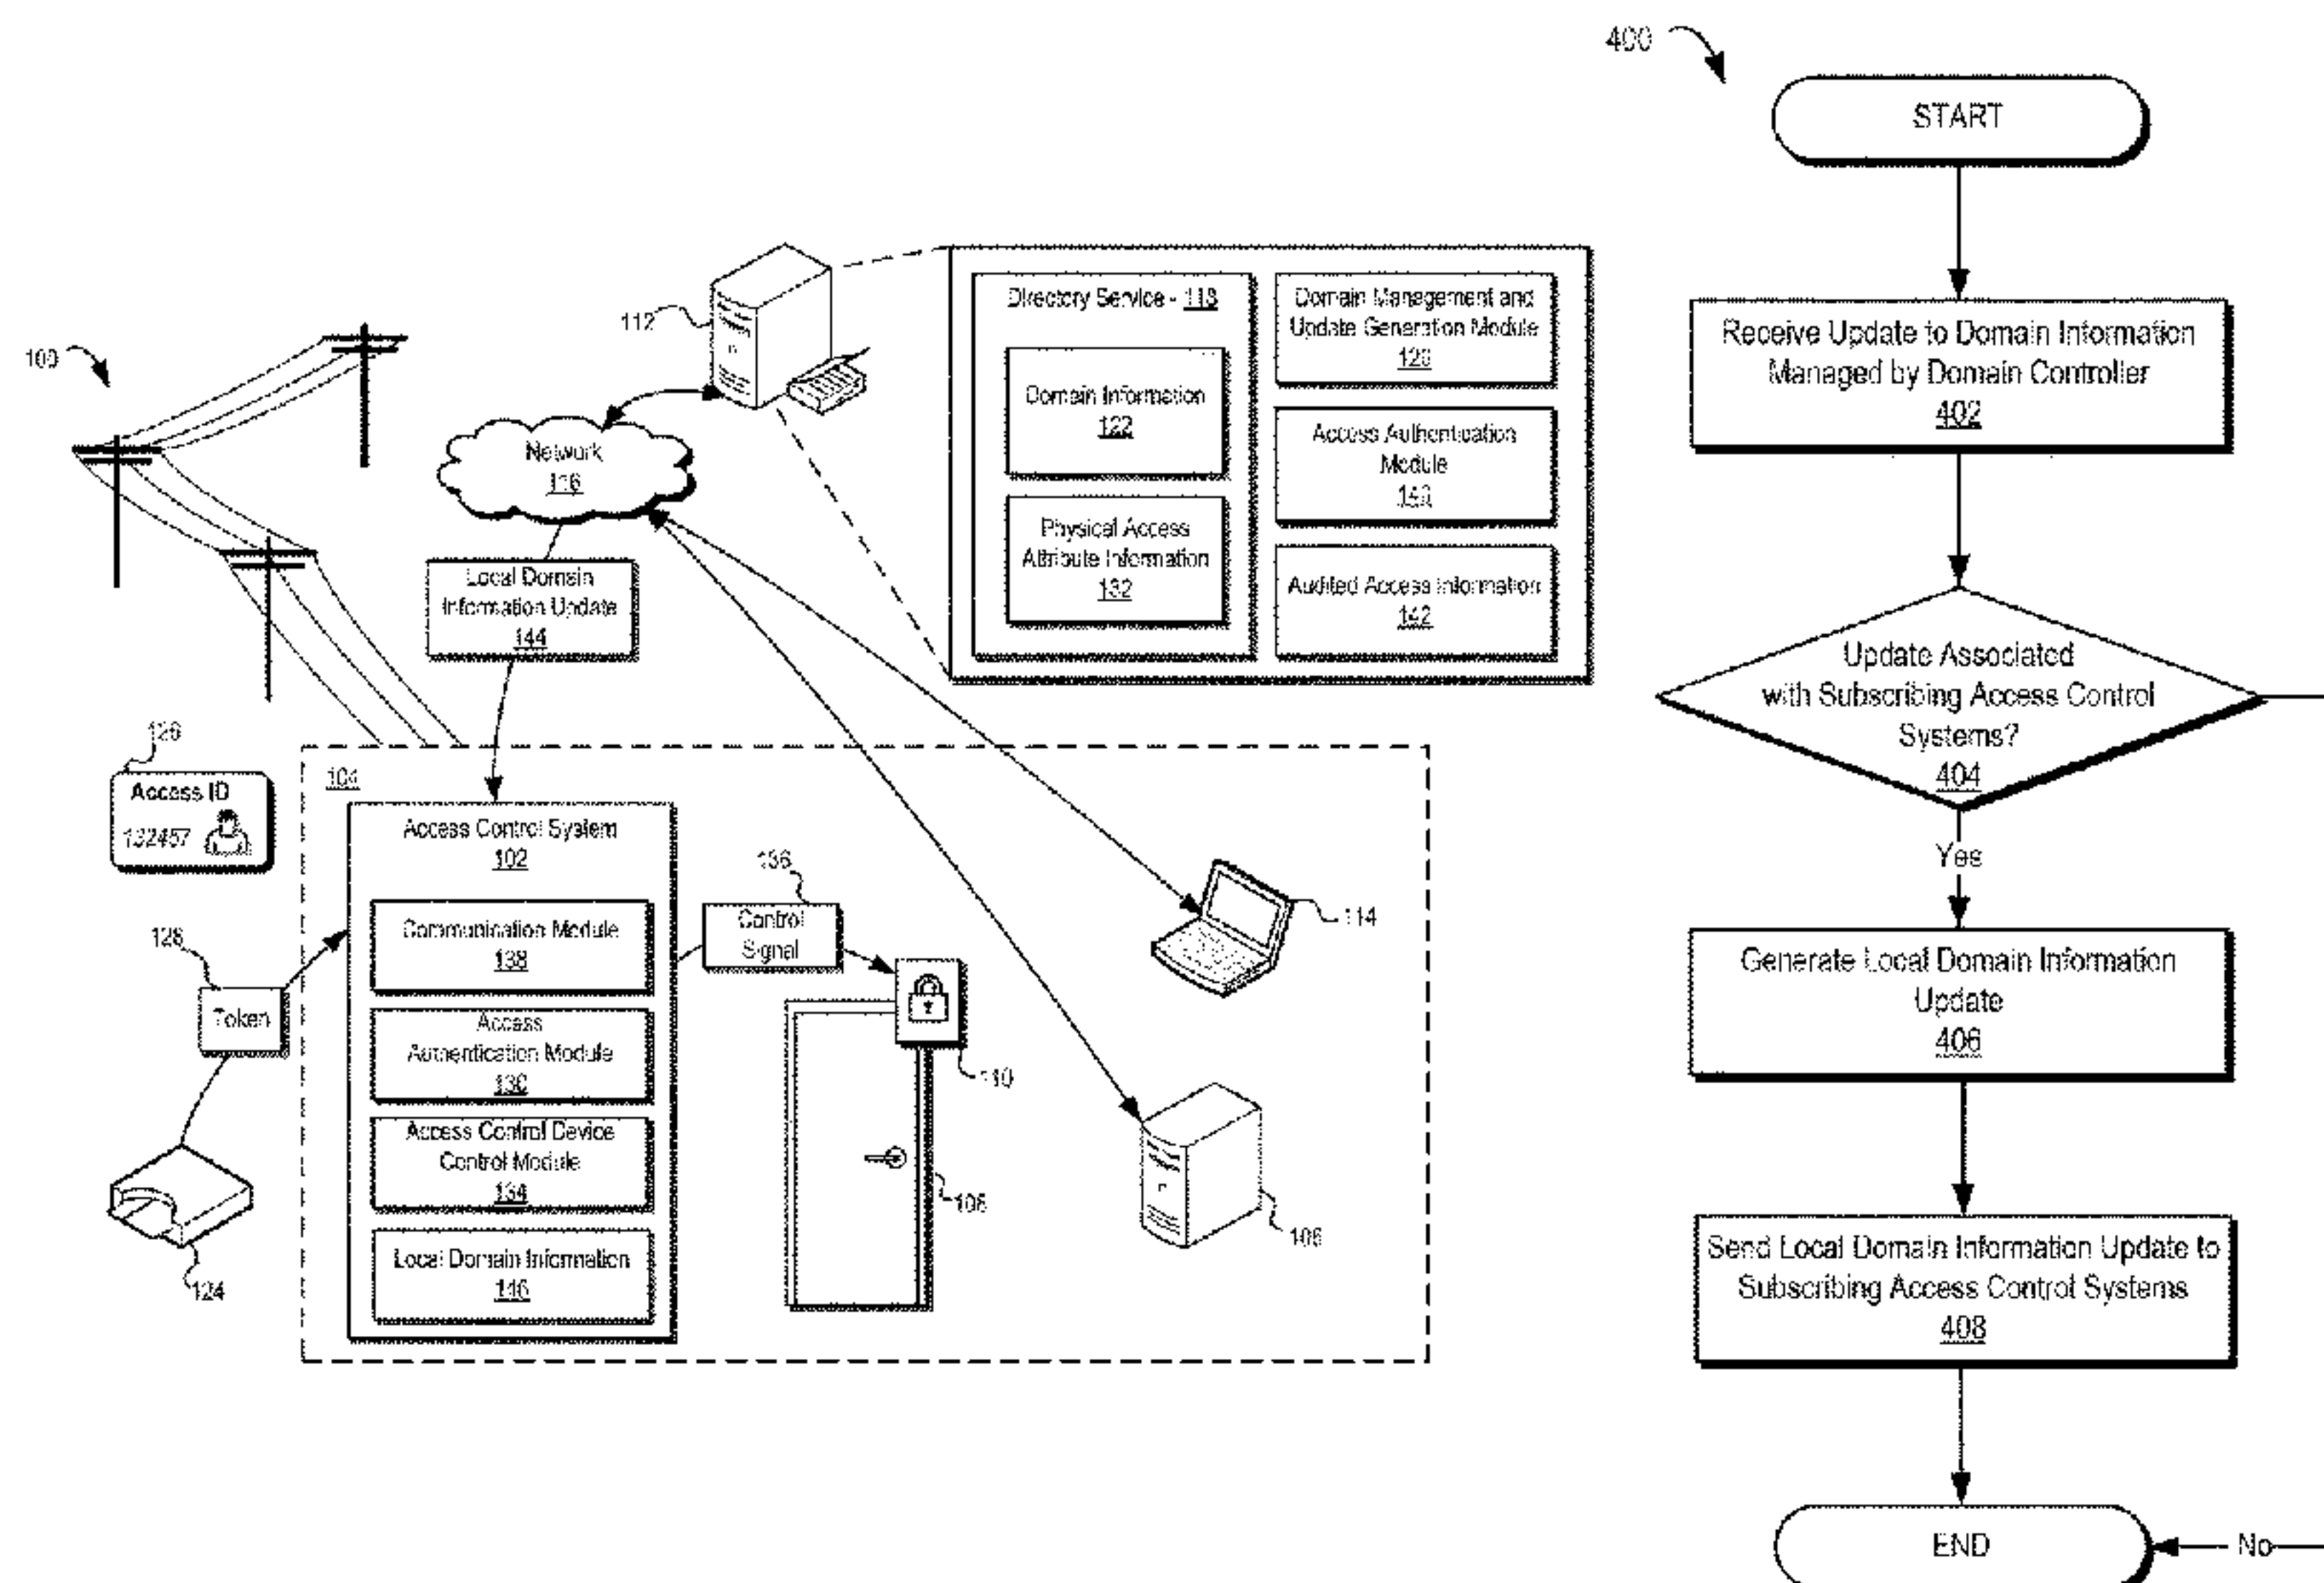 400
START
Receive Update to Domain Information
Managed by Domain Controller
402
Update Associated
with Subscribing Access Control
Systems?
404
Yes
Generate Local Domain Information
Update
406
Send Local Domain Information Update to
Subscribing Access Control Systems
408
END
No
100
112
Network
116
Local Domain
Information Update
144
Directory Service -
Domain Information
122
Physical Access
Attribute Information
132
Domain Management and
Update Generation Module
Access Authentication
Module
Audited Access Information
142
Access ID
132457
104
Access Control System
102
Communication Module
138
Access
Authentication Module
130
Access Control Device
Control Module
134
Local Domain Information
146
Token
124
136
Control
Signal
110
114